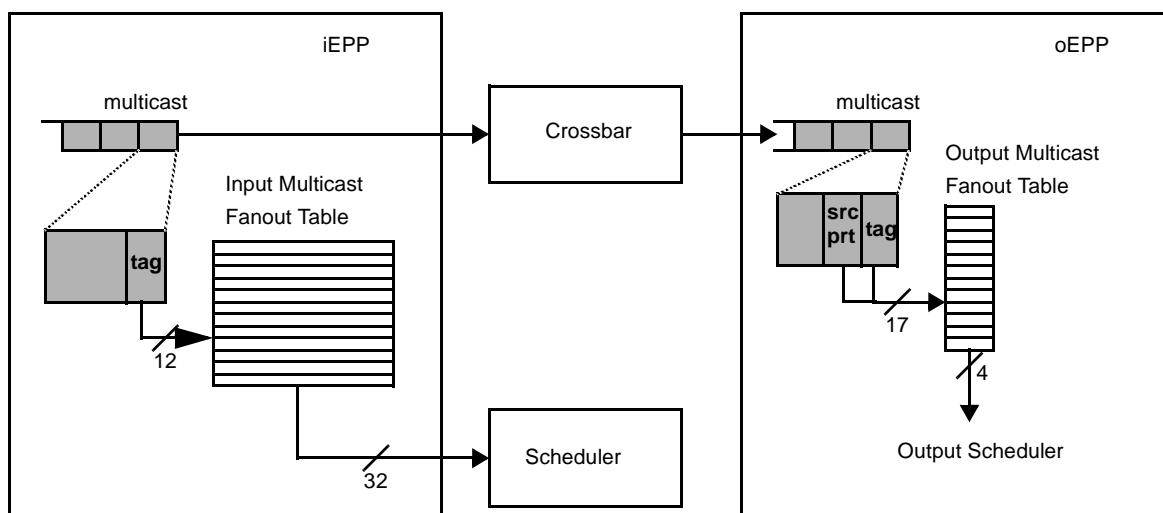 iEPP
multicast
tag
12
Input Multicast
Fanout Table
32
Crossbar
Scheduler
oEPP
multicast
src
prt
tag
17
Output Multicast
Fanout Table
4
Output Scheduler